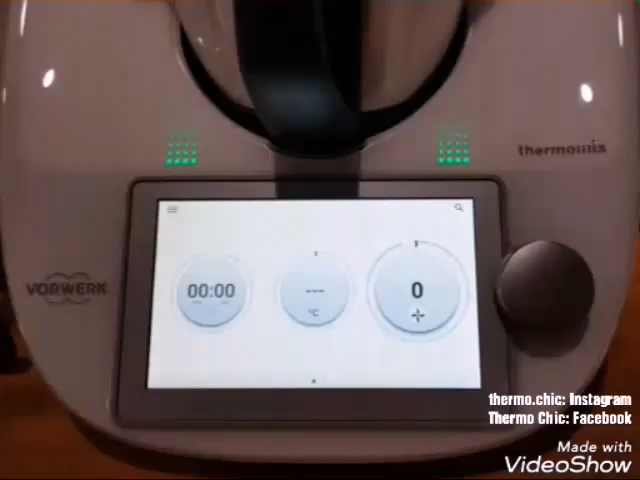 thermomix
VORWERK
00:00
---
°C
0
thermo.chic: Instagram
Thermo Chic: Facebook
Made with
VideoShow